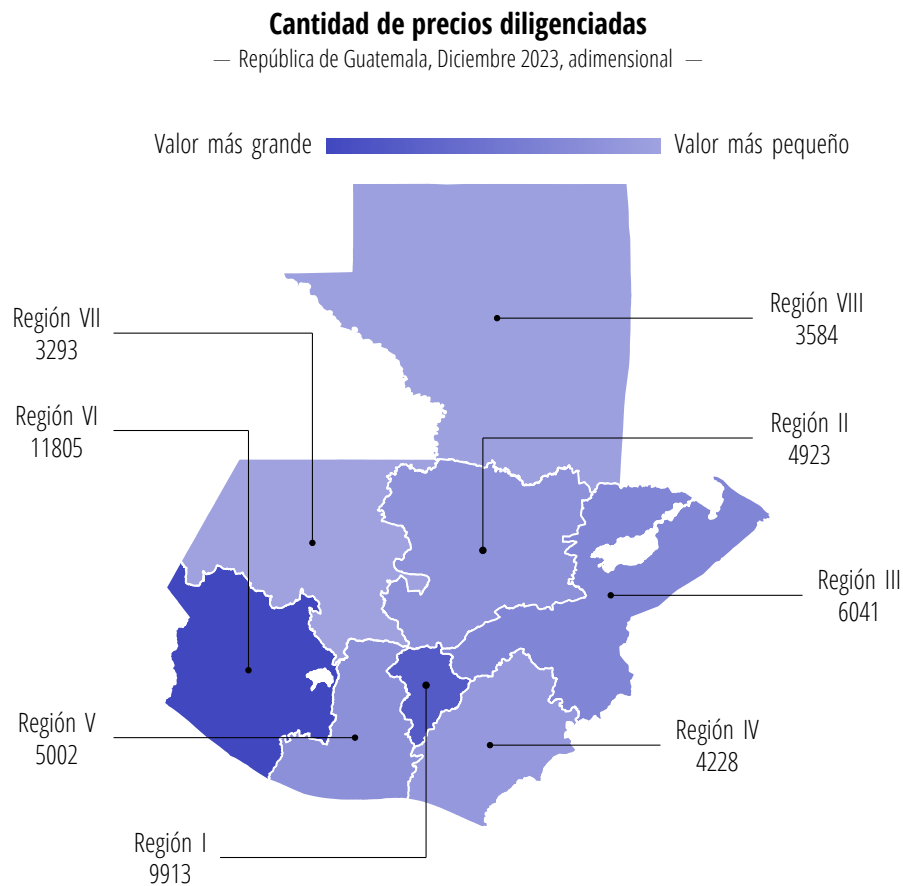 Cantidad de precios diligenciadas
— República de Guatemala, Diciembre 2023, adimensional —
Valor más grande
Valor más pequeño
Región VIII
3584
Región VII
3293
Región VI
11805
Región II
4923
Región III
6041
Región V
5002
Región IV
4228
Región I
9913